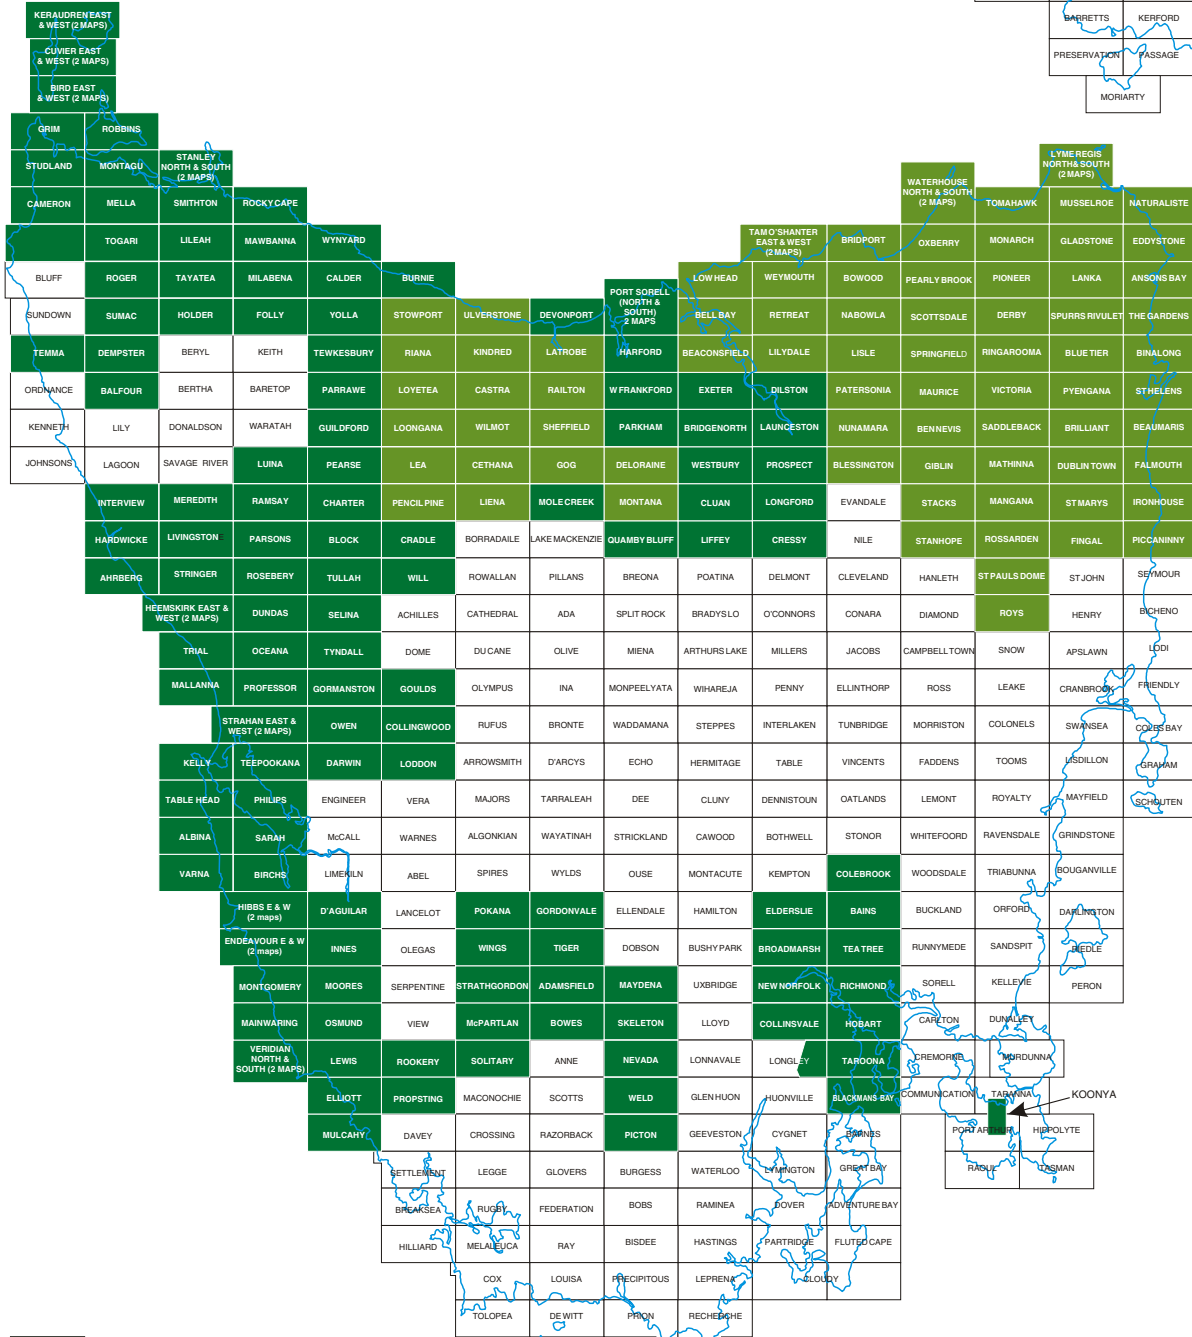 KERAUDREN EAST
& WEST (2 MAPS)
BARRETTS KERFORD
CUVIER EAST
& WEST (2 MAPS)
PRESERVATION PASSAGE
BIRD EAST
& WEST (2 MAPS)
MORIARTY
GRIM ROBBINS
STUDLAND MONTAGU STANLEY
NORTH & SOUTH
(2 MAPS)
LYME REGIS
NORTH& SOUTH
(2 MAPS)
WATERHOUSE
NORTH & SOUTH
(2 MAPS)
CAMERON MELLA SMITHTON ROCKY CAPE TOMAHAWK MUSSELROE NATURALISTE
TOGARI LILEAH MAWBANNA WYNYARD
TAM O'SHANTER
EAST & WEST
(2 MAPS)
BRIDPORT OXBERRY MONARCH GLADSTONE EDDYSTONE
BLUFF ROGER TAYATEA MILABENA CALDER BURNIE LOW HEAD WEYMOUTH BOWOOD PEARLY BROOK PIONEER LANKA ANSONS BAY
PORT SORELL
(NORTH &
SOUTH)
2 MAPS
SUNDOWN SUMAC HOLDER FOLLY YOLLA STOWPORT ULVERSTONE DEVONPORT BELL BAY RETREAT NABOWLA SCOTTSDALE DERBY SPURRS RIVULET THE GARDENS
TEMMA DEMPSTER BERYL KEITH TEWKESBURY RIANA KINDRED LATROBE HARFORD BEACONSFIELD LILYDALE LISLE SPRINGFIELD RINGAROOMA BLUE TIER BINALONG
ORDNANCE BALFOUR BERTHA BARETOP PARRAWE LOYETEA CASTRA RAILTON W FRANKFORD EXETER DILSTON PATERSONIA MAURICE VICTORIA PYENGANA ST HELENS
KENNETH LILY DONALDSON WARATAH GUILDFORD LOONGANA WILMOT SHEFFIELD PARKHAM BRIDGENORTH LAUNCESTON NUNAMARA BEN NEVIS SADDLEBACK BRILLIANT BEAUMARIS
JOHNSONS LAGOON SAVAGE RIVER LUINA PEARSE LEA CETHANA GOG DELORAINE WESTBURY PROSPECT BLESSINGTON GIBLIN MATHINNA DUBLIN TOWN FALMOUTH
INTERVIEW MEREDITH RAMSAY CHARTER PENCIL PINE LIENA MOLE CREEK MONTANA CLUAN LONGFORD EVANDALE STACKS MANGANA ST MARYS IRONHOUSE
HARDWICKE LIVINGSTONE PARSONS BLOCK CRADLE BORRADAILE LAKE MACKENZIE QUAMBY BLUFF LIFFEY CRESSY NILE STANHOPE ROSSARDEN FINGAL PICCANINNY
AHRBERG STRINGER ROSEBERY TULLAH WILL ROWALLAN PILLANS BREONA POATINA DELMONT CLEVELAND HANLETH ST PAULS DOME ST JOHN SEYMOUR
HEEMSKIRK EAST &
WEST (2 MAPS)
DUNDAS SELINA ACHILLES CATHEDRAL ADA SPLIT ROCK BRADYS LO O'CONNORS CONARA DIAMOND ROYS HENRY BICHENO
TRIAL OCEANA TYNDALL DOME DU CANE OLIVE MIENA ARTHURS LAKE MILLERS JACOBS CAMPBELL TOWN SNOW APSLAWN LODI
MALLANNA PROFESSOR GORMANSTON GOULDS OLYMPUS INA MONPEELYATA WIHAREJA PENNY ELLINTHORP ROSS LEAKE CRANBROOK FRIENDLY
STRAHAN EAST &
WEST (2 MAPS)
OWEN COLLINGWOOD RUFUS BRONTE WADDAMANA STEPPES INTERLAKEN TUNBRIDGE MORRISTON COLONELS SWANSEA COLES BAY
KELLY TEEPOOKANA DARWIN LODDON ARROWSMITH D'ARCYS ECHO HERMITAGE TABLE VINCENTS FADDENS TOOMS LISDILLON GRAHAM
TABLE HEAD PHILIPS ENGINEER VERA MAJORS TARRALEAH DEE CLUNY DENNISTOUN OATLANDS LEMONT ROYALTY MAYFIELD SCHOUTEN
ALBINA SARAH McCALL WARNES ALGONKIAN WAYATINAH STRICKLAND CAWOOD BOTHWELL STONOR WHITEFOORD RAVENSDALE GRINDSTONE
VARNA BIRCHS LIMEKILN ABEL SPIRES WYLDS OUSE MONTACUTE KEMPTON COLEBROOK WOODSDALE TRIABUNNA BOUGANVILLE
HIBBS E & W
(2 maps)
D'AGUILAR LANCELOT POKANA GORDONVALE ELLENDALE HAMILTON ELDERSLIE BAINS BUCKLAND ORFORD DARLINGTON
ENDEAVOUR E & W
(2 maps)
INNES OLEGAS WINGS TIGER DOBSON BUSHY PARK BROADMARSH TEA TREE RUNNYMEDE SANDSPIT RIEDLE
MONTGOMERY MOORES SERPENTINE STRATHGORDON ADAMSFIELD MAYDENA UXBRIDGE NEW NORFOLK RICHMOND SORELL KELLEVIE PERON
MAINWARING OSMUND VIEW McPARTLAN BOWES SKELETON LLOYD COLLINSVALE HOBART CARLTON DUNALLEY
VERIDIAN
NORTH &
SOUTH (2 MAPS)
LEWIS ROOKERY SOLITARY ANNE NEVADA LONNAVALE LONGLEY TAROONA CREMORNE MURDUNNA
ELLIOTT PROPSTING MACONOCHIE SCOTTS WELD GLEN HUON HUONVILLE BLACKMANS BAY COMMUNICATION TARANNA KOONYA
MULCAHY DAVEY CROSSING RAZORBACK PICTON GEEVESTON CYGNET BARNES PORT ARTHUR HIPPOLYTE
SETTLEMENT LEGGE GLOVERS BURGESS WATERLOO LYMINGTON GREAT BAY RAOUL TASMAN
BREAKSEA RUGBY FEDERATION BOBS RAMINEA DOVER ADVENTURE BAY
HILLIARD MELALEUCA RAY BISDEE HASTINGS PARTRIDGE FLUTED CAPE
COX LOUISA PRECIPITOUS LEPRENA CLOUDY
TOLOPEA DE WITT PRION RECHERCHE